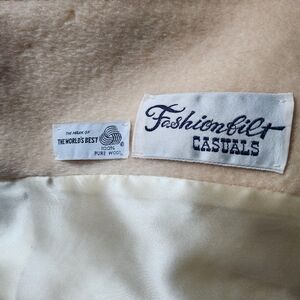 THE MARK OF
THE WORLD'S BEST
100%
PURE WOOL
Fashionbilt
CASUALS